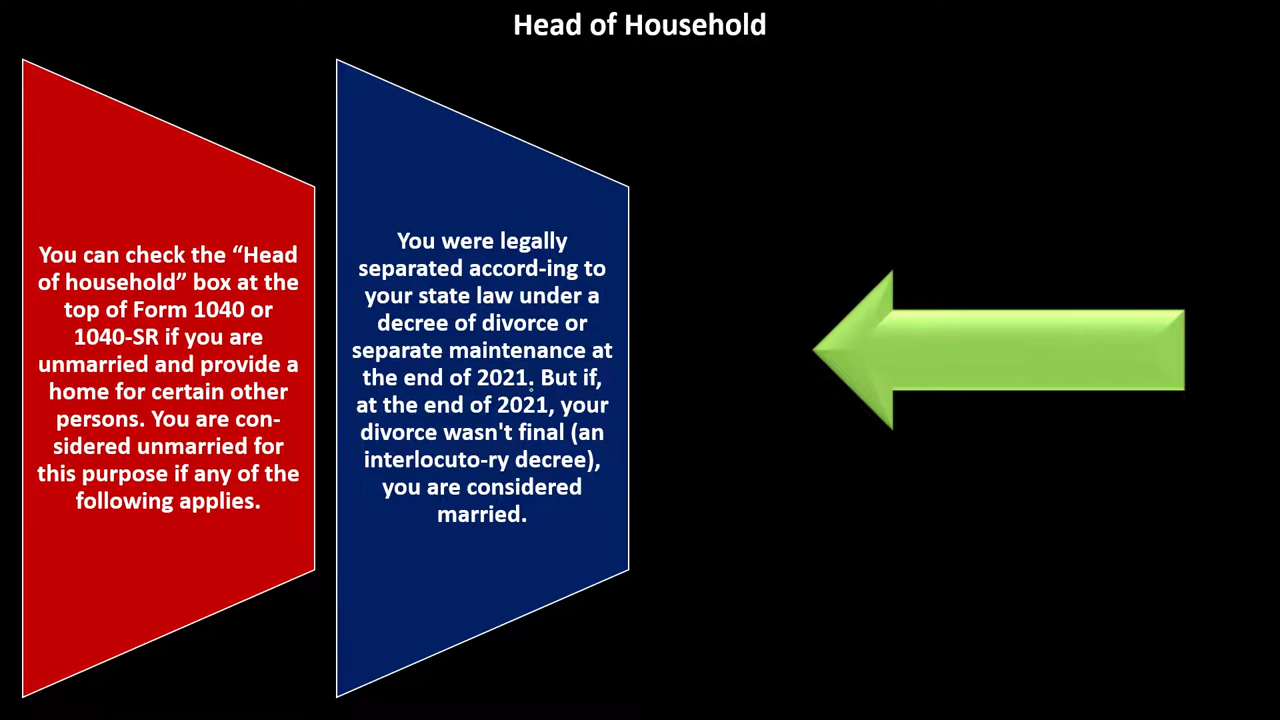 Head of Household
You can check the “Head
of household” box at the
top of Form 1040 or
1040-SR if you are
unmarried and provide a
home for certain other
persons. You are con-
sidered unmarried for
this purpose if any of the
following applies.
You were legally
separated accord-ing to
your state law under a
decree of divorce or
separate maintenance at
the end of 2021. But if,
at the end of 2021, your
divorce wasn't final (an
interlocuto-ry decree),
you are considered
married.